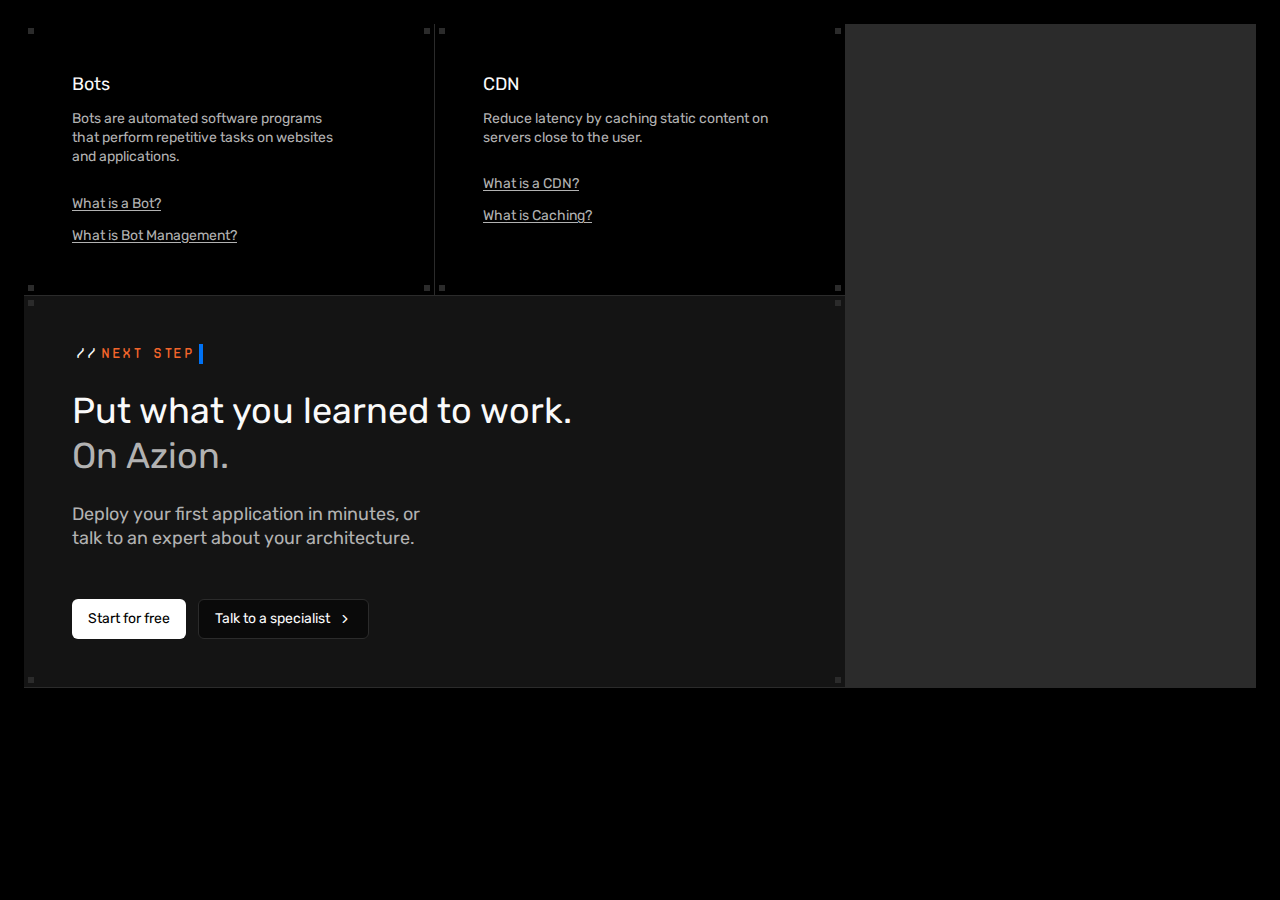 Bots
Bots are automated software programs
that perform repetitive tasks on websites
and applications.
What is a Bot?
What is Bot Management?
CDN
Reduce latency by caching static content on
servers close to the user.
What is a CDN?
What is Caching?
// NEXT STEP
Put what you learned to work.
On Azion.
Deploy your first application in minutes, or
talk to an expert about your architecture.
Start for free
Talk to a specialist